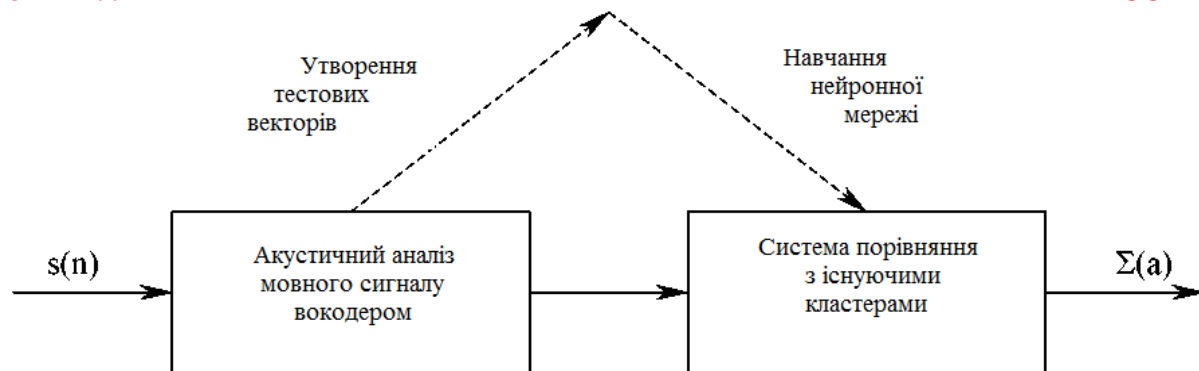 Утворення
тестових
векторів
Навчання
нейронної
мережі
s(n)
Акустичний аналіз
мовного сигналу
вокодером
Система порівняння
з існуючими
кластерами
Σ(a)